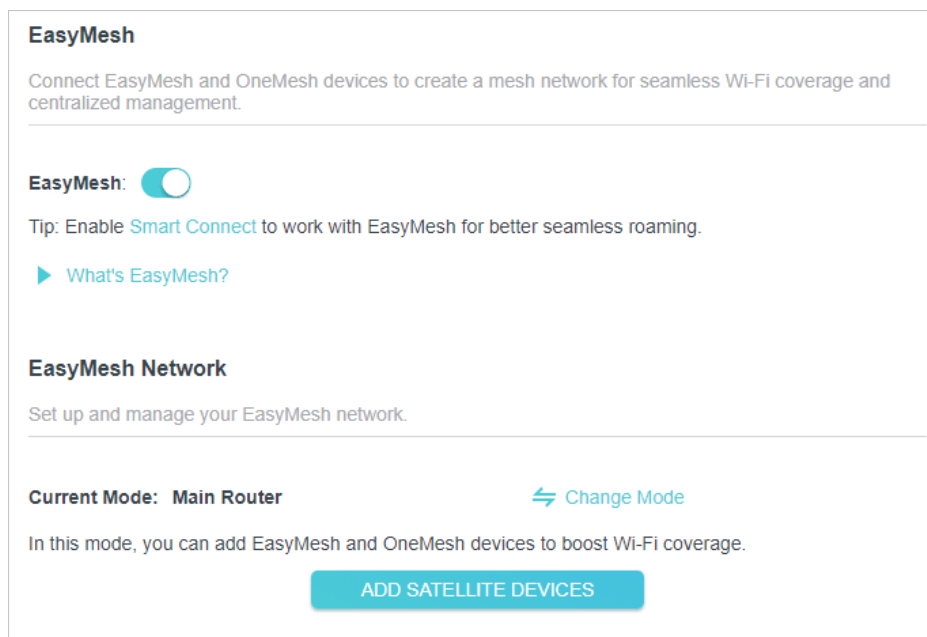 EasyMesh
Connect EasyMesh and OneMesh devices to create a mesh network for seamless Wi-Fi coverage and
centralized management.
EasyMesh:
Tip: Enable Smart Connect to work with EasyMesh for better seamless roaming.
What's EasyMesh?
EasyMesh Network
Set up and manage your EasyMesh network.
Current Mode: Main Router Change Mode
In this mode, you can add EasyMesh and OneMesh devices to boost Wi-Fi coverage.
ADD SATELLITE DEVICES